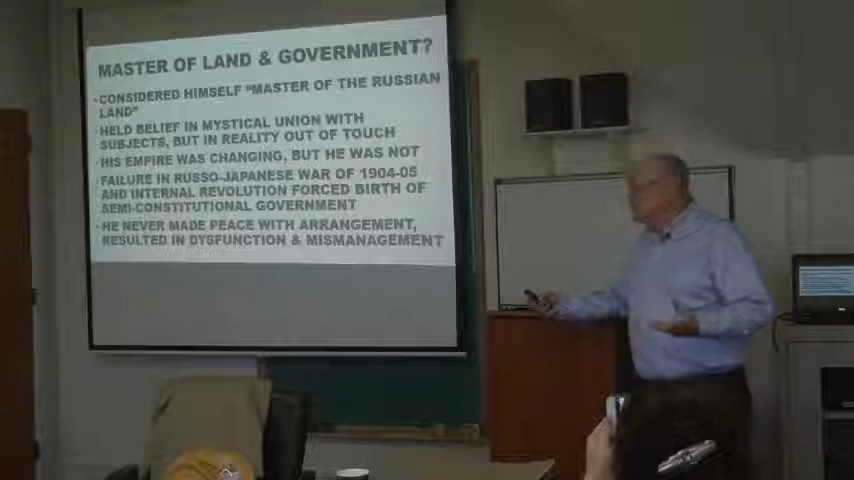 MASTER OF LAND & GOVERNMENT?
•CONSIDERED HIMSELF "MASTER OF THE RUSSIAN
LAND"
•HELD BELIEF IN MYSTICAL UNION WITH
SUBJECTS, BUT IN REALITY OUT OF TOUCH
•HIS EMPIRE WAS CHANGING, BUT HE WAS NOT
•FAILURE IN RUSSO-JAPANESE WAR OF 1904-05
AND INTERNAL REVOLUTION FORCED BIRTH OF
SEMI-CONSTITUTIONAL GOVERNMENT
•HE NEVER MADE PEACE WITH ARRANGEMENT,
RESULTED IN DYSFUNCTION & MISMANAGEMENT